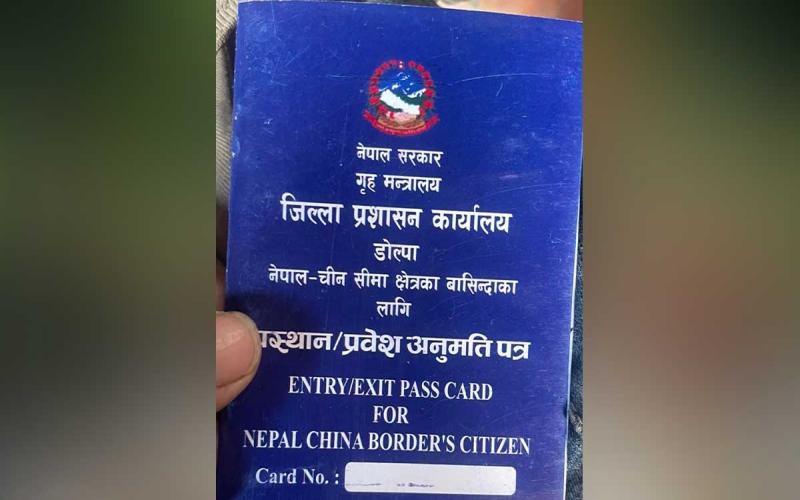 नेपाल सरकार
गृह मन्त्रालय
जिल्ला प्रशासन कार्यालय
डोल्पा
नेपाल-चीन सीमा क्षेत्रका बासिन्दाका
लागि
प्रस्थान/प्रवेश अनुमति पत्र
ENTRY/EXIT PASS CARD
FOR
NEPAL CHINA BORDER'S CITIZEN
Card No. :